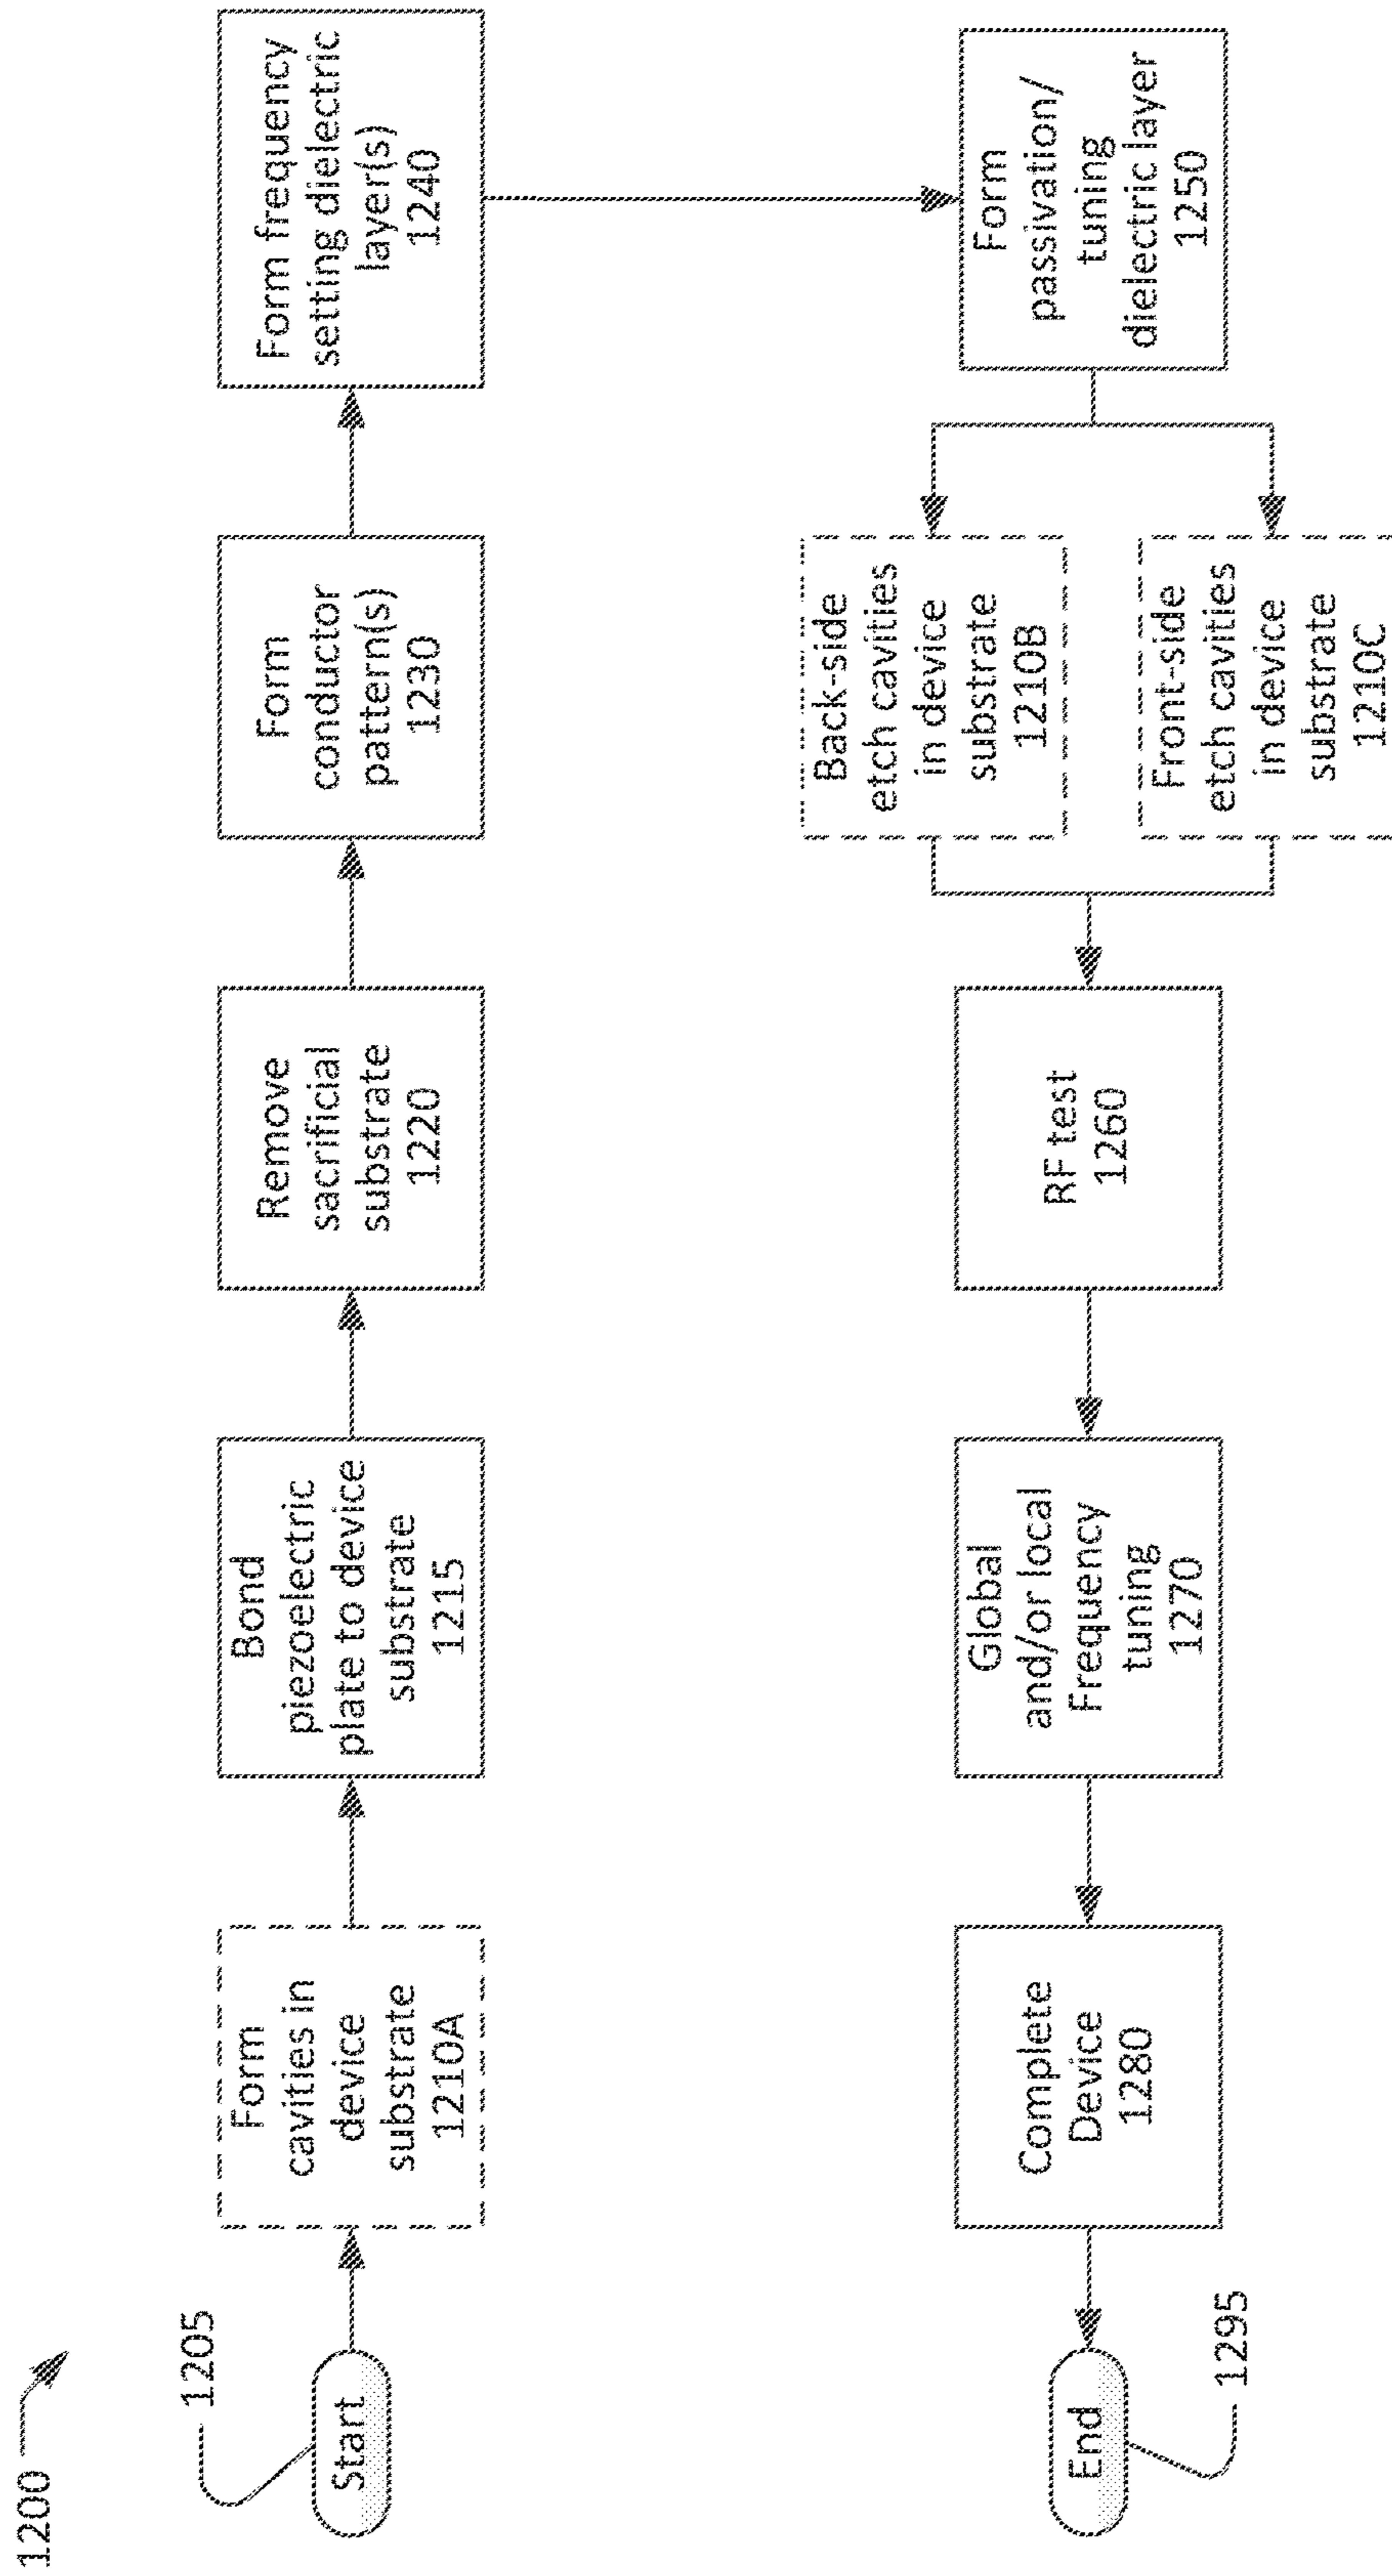 1200
1205
Start
Form
cavities in
device
substrate
1210A
Bond
piezoelectric
plate to device
substrate
1215
Remove
sacrificial
substrate
1220
Form
conductor
pattern(s)
1230
Form frequency
setting dielectric
layer(s)
1240
Form
passivation/
tuning
dielectric layer
1250
Back-side
etch cavities
in device
substrate
1210B
Front-side
etch cavities
in device
substrate
1210C
RF test
1260
Global
and/or local
Frequency
tuning
1270
Complete
Device
1280
End
1295